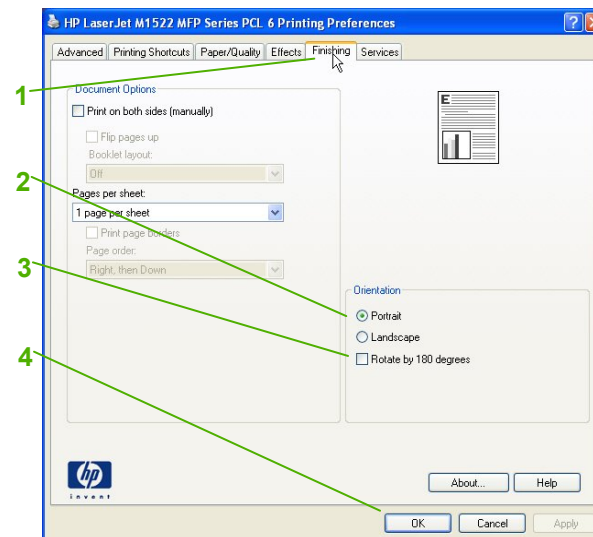 HP LaserJet M1522 MFP Series PCL 6 Printing Preferences
Advanced Printing Shortcuts Paper/Quality Effects Finishing Services
1
Document Options
Print on both sides (manually)
Flip pages up
Booklet layout:
Off
E
2
Pages per sheet:
1 page per sheet
Print page borders
Page order:
Right, then Down
3
Orientation
Portrait
Landscape
Rotate by 180 degrees
4
hp
invent
About... Help
OK Cancel Apply